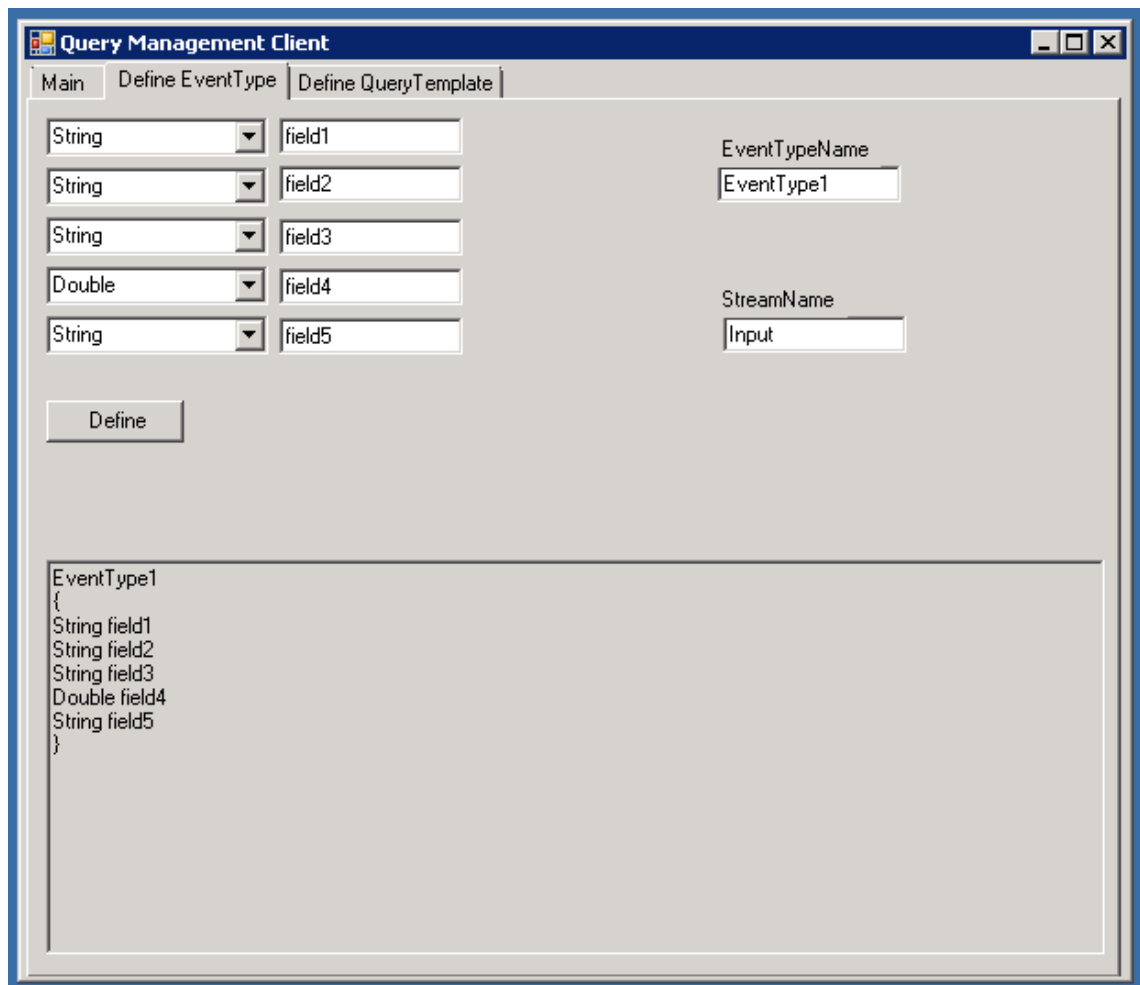 Query Management Client
Main Define EventType Define QueryTemplate
String field1
EventTypeName
String field2 EventType1
String field3
Double field4
StreamName
String field5 Input
Define
EventType1
{
String field1
String field2
String field3
Double field4
String field5
}